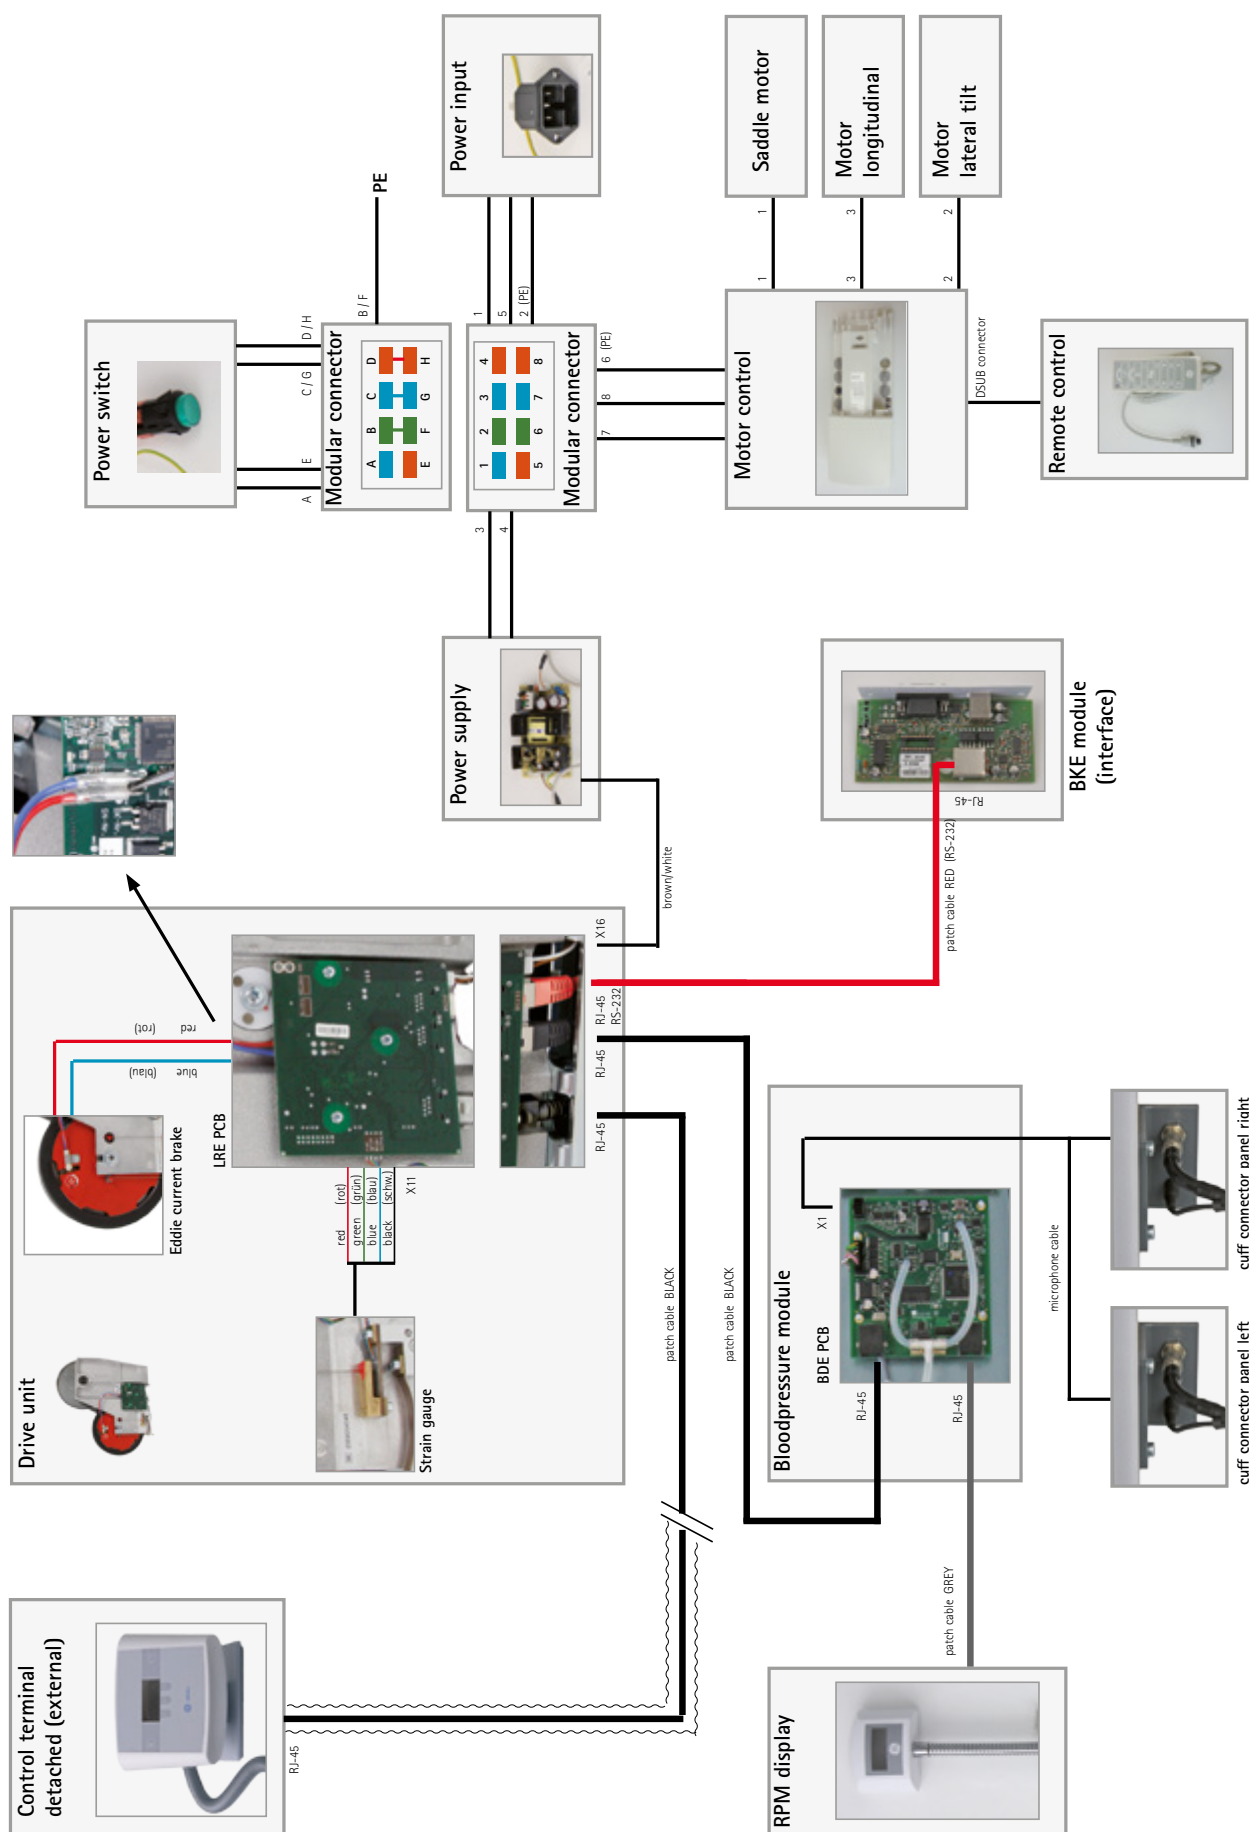 Control terminal
detached (external)
RJ-45
Drive unit
Eddie current brake
red (rot)
blue (blau)
LRE PCB
Strain gauge
red (rot)
green (grün)
blue (blau)
black (schw.)
X11
RJ-45
RJ-45
RJ-45
RS-232
X16
patch cable BLACK
patch cable BLACK
brown/white
patch cable RED (RS-232)
Power switch
A
E
C / G
D / H
Modular connector
A
B
C
D
E
F
G
H
B / F
PE
Power input
1
5
2 (PE)
Modular connector
1
2
3
4
5
6
7
8
3
4
7
8
6 (PE)
Power supply
Saddle motor
Motor
longitudinal
Motor
lateral tilt
1
3
2
1
3
2
Motor control
DSUB connector
Remote control
RJ-45
BKE module
(interface)
Bloodpressure module
BDE PCB
X1
RJ-45
RJ-45
microphone cable
patch cable GREY
RPM display
cuff connector panel left
cuff connector panel right